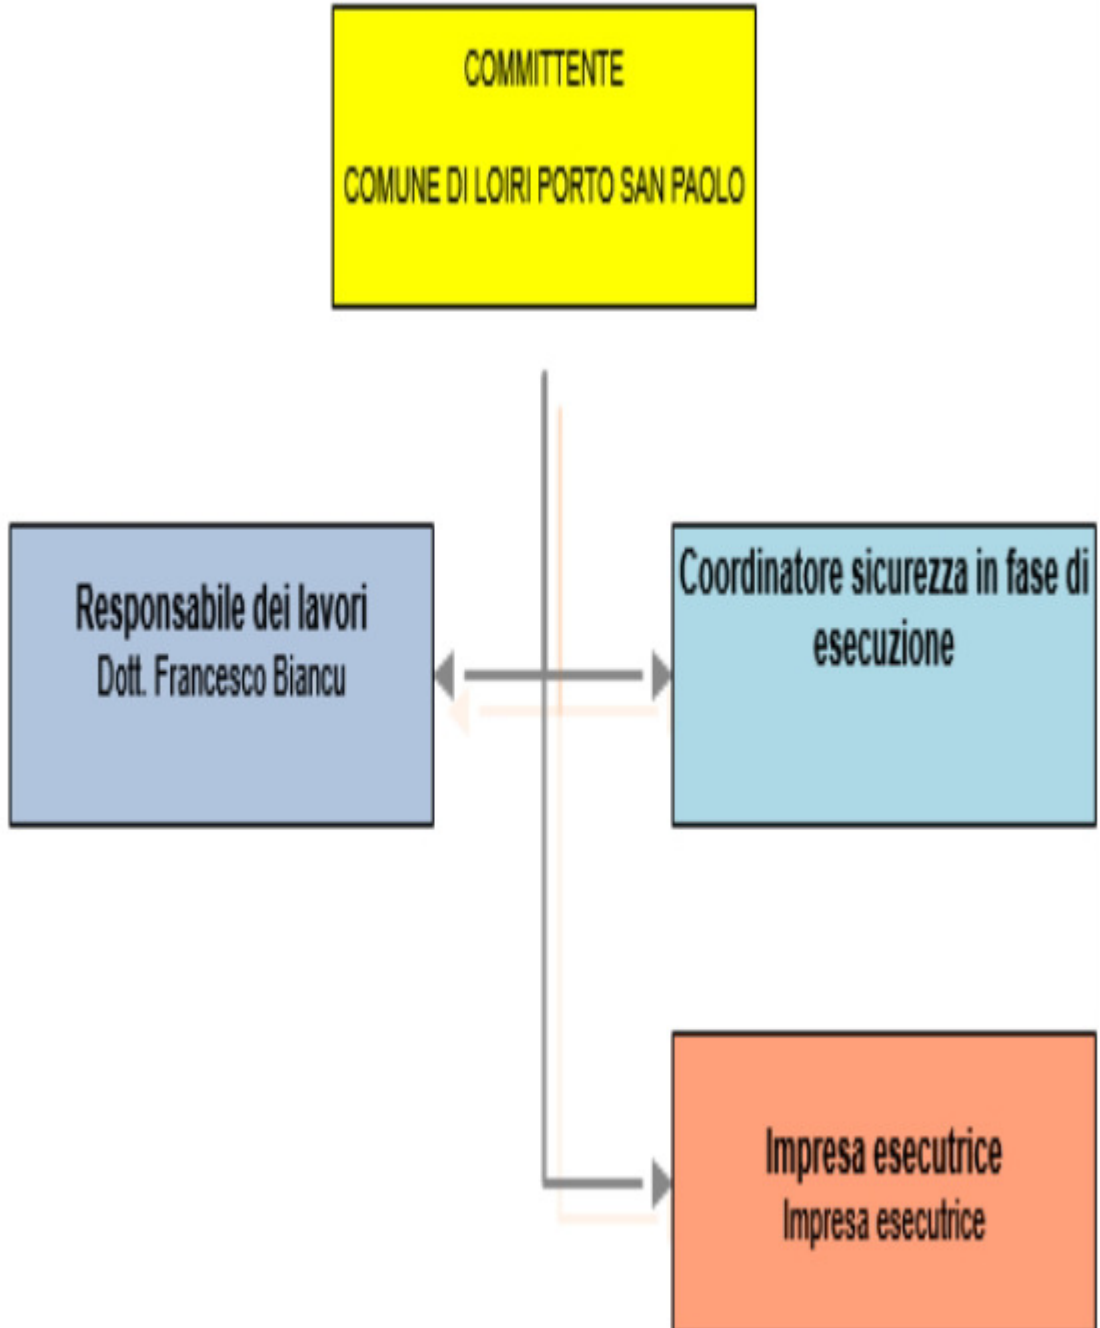 COMMITTENTE
COMUNE DI LOIRI PORTO SAN PAOLO
Responsabile dei lavori
Dott. Francesco Biancu
Coordinatore sicurezza in fase di
esecuzione
Impresa esecutrice
Impresa esecutrice